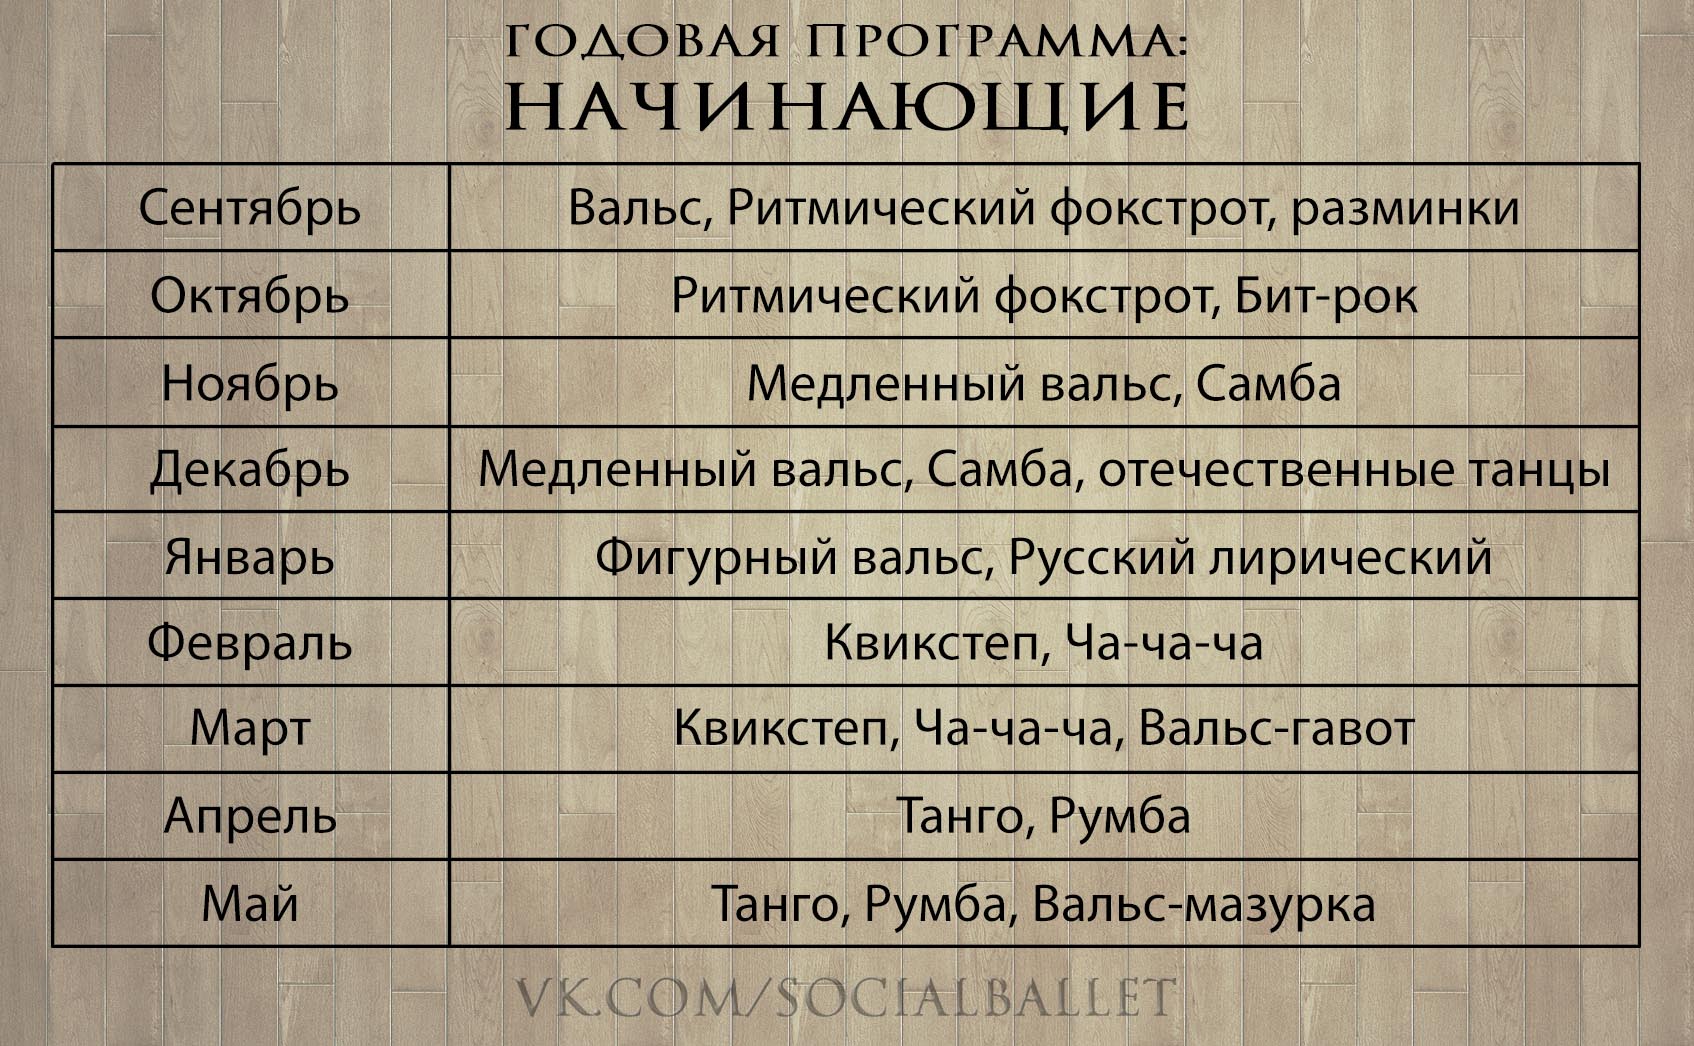 ГОДОВАЯ ПРОГРАММА:
НАЧИНАЮЩИЕ
Сентябрь Вальс, Ритмический фокстрот, разминки
Октябрь Ритмический фокстрот, Бит-рок
Ноябрь Медленный вальс, Самба
Декабрь Медленный вальс, Самба, отечественные танцы
Январь Фигурный вальс, Русский лирический
Февраль Квикстеп, Ча-ча-ча
Март Квикстеп, Ча-ча-ча, Вальс-гавот
Апрель Танго, Румба
Май Танго, Румба, Вальс-мазурка
VK.COM/SOCIALBALLET